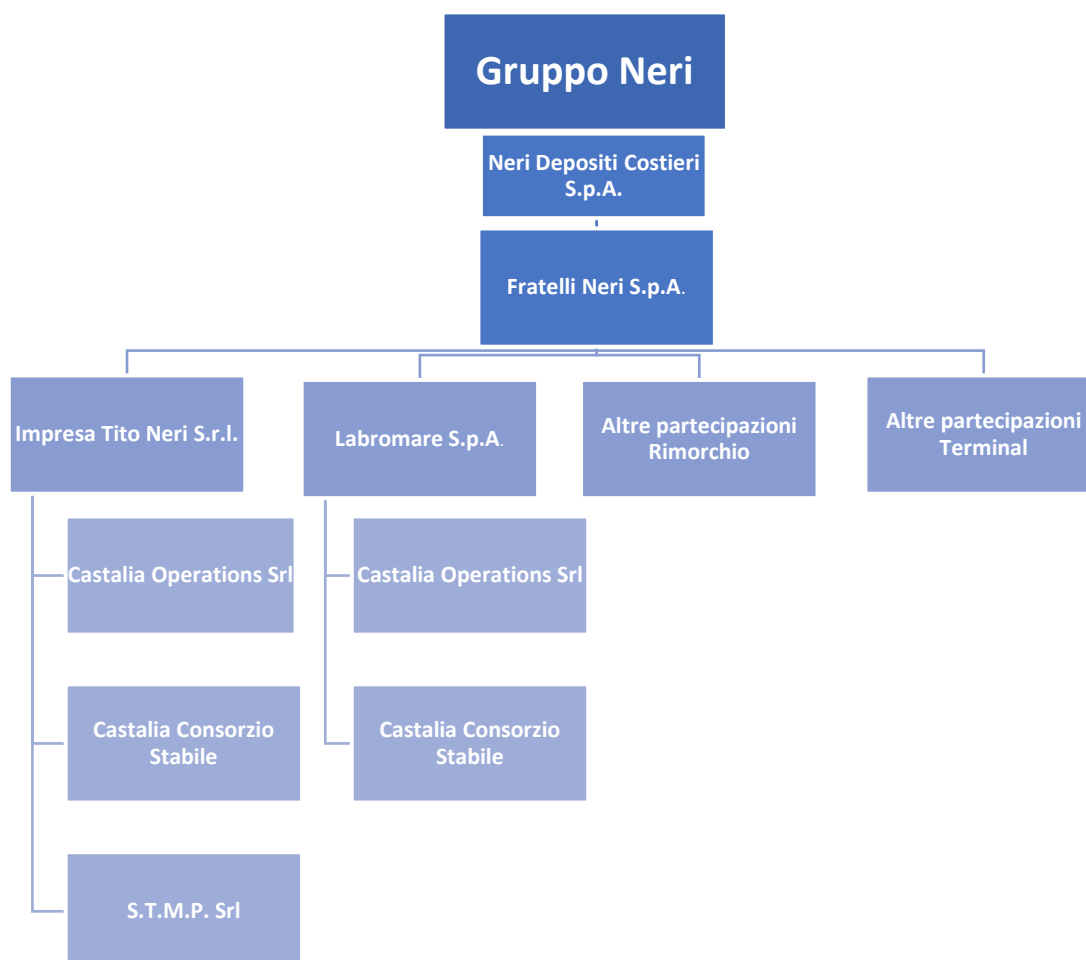 Gruppo Neri
Neri Depositi Costieri
S.p.A.
Fratelli Neri S.p.A.
Impresa Tito Neri S.r.l.
Labromare S.p.A.
Altre partecipazioni
Rimorchio
Altre partecipazioni
Terminal
Castalia Operations Srl
Castalia Operations Srl
Castalia Consorzio
Stabile
Castalia Consorzio
Stabile
S.T.M.P. Srl